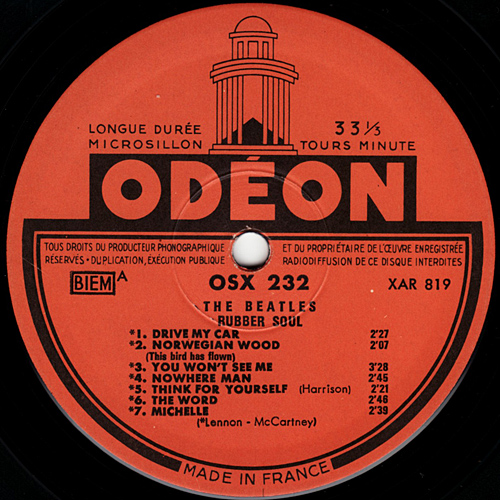 LONGUE DURÉE 33 1/3
MICROSILLON TOURS MINUTE
ODÉON
TOUS DROITS DU PRODUCTEUR PHONOGRAPHIQUE ET DU PROPRIÉTAIRE DE L'ŒUVRE ENREGISTRÉE
RÉSERVÉS • DUPLICATION, EXÉCUTION PUBLIQUE RADIODIFFUSION DE CE DISQUE INTERDITES
BIEM A OSX 232 XAR 819
THE BEATLES
RUBBER SOUL
*1. DRIVE MY CAR 2'27
*2. NORWEGIAN WOOD 2'07
(This bird has flown)
*3. YOU WON'T SEE ME 3'28
*4. NOWHERE MAN 2'45
*5. THINK FOR YOURSELF (Harrison) 2'21
*6. THE WORD 2'46
*7. MICHELLE 2'39
(*Lennon - McCartney)
MADE IN FRANCE